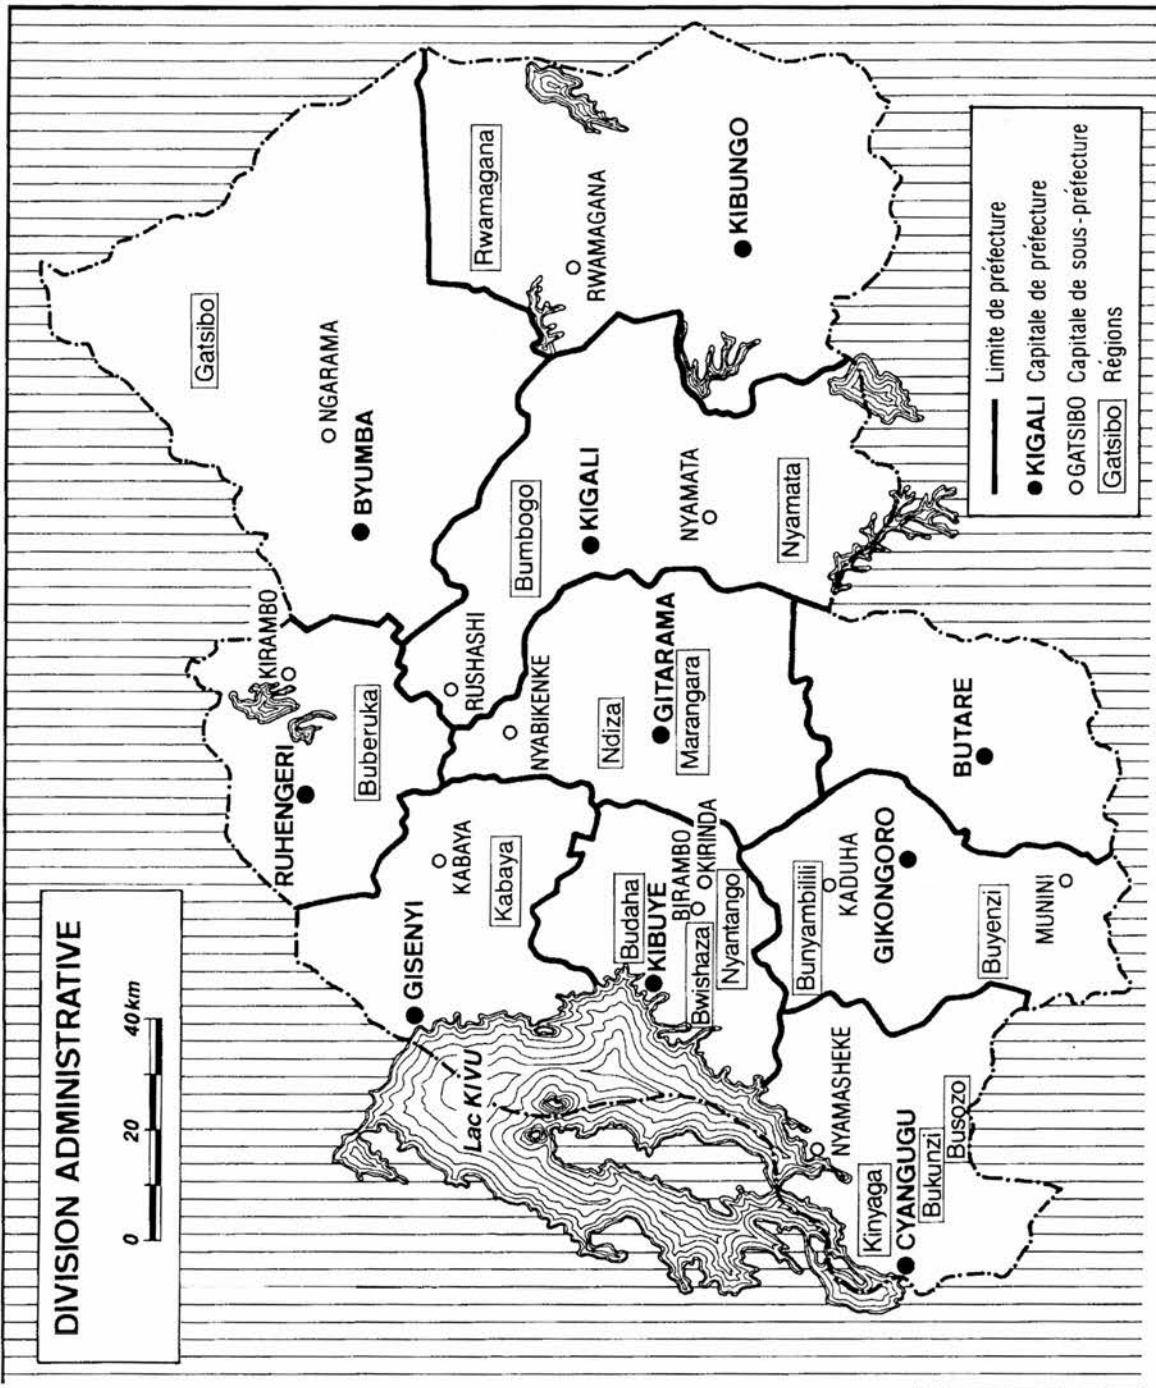 DIVISION ADMINISTRATIVE
0 20 40 km
RUHENGERI
KIRAMBO
Buberuka
BYUMBA
NGARAMA
Gatsibo
GISENYI
KABAYA
Kabaya
RUSHASHI
NYABIKENKE
Bumbogo
KIGALI
NYAMATA
Nyamata
Rwamagana
RWAMAGANA
KIBUNGO
Lac KIVU
Budaha
KIBUYE
BIRAMBO
KIRINDA
Bwishaza
Nyantango
Ndiza
GITARAMA
Marangara
NYAMASHEKE
Kinyaga
CYANGUGU
Bukunzi
Busozo
Bunyambilili
KADUHA
GIKONGORO
Buyenzi
MUNINI
BUTARE
Limite de préfecture
KIGALI Capitale de préfecture
GATSIBO Capitale de sous-préfecture
Gatsibo Régions